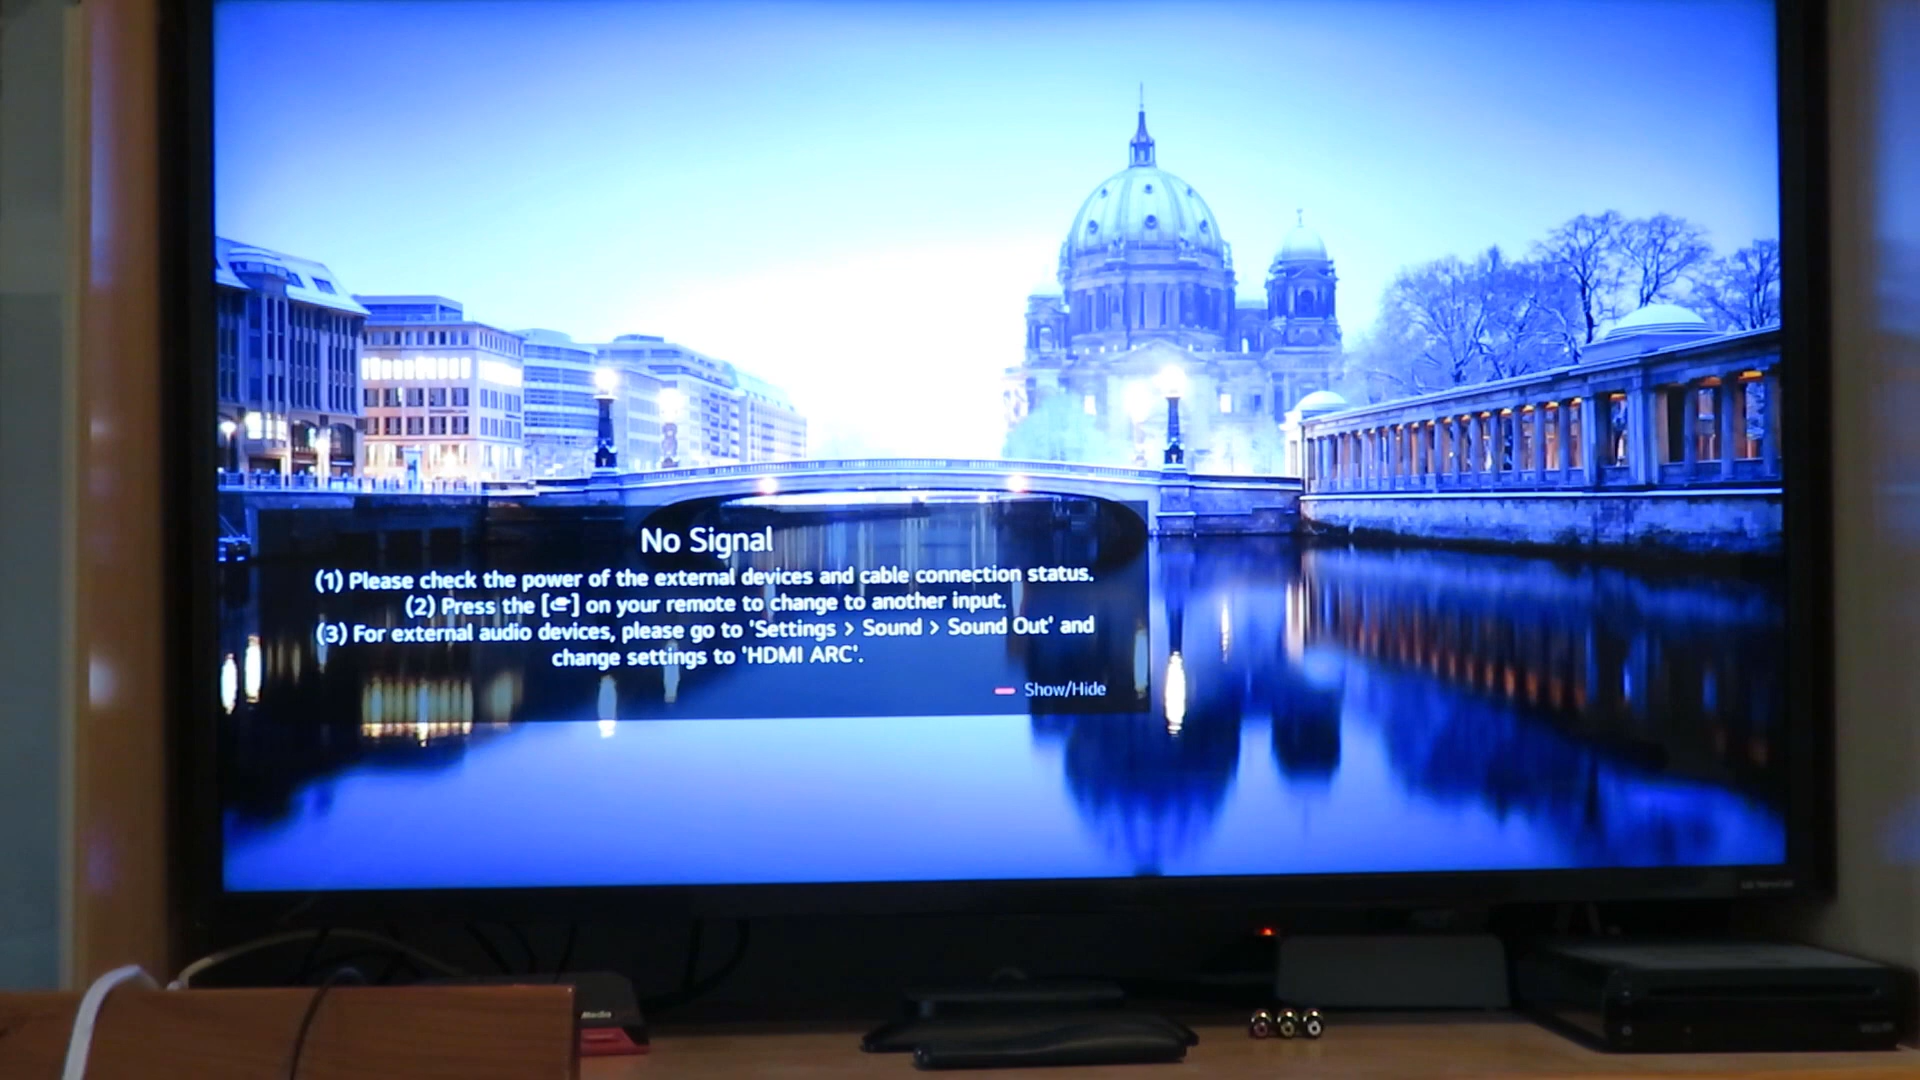 No Signal
(1) Please check the power of the external devices and cable connection status.
(2) Press the [ ] on your remote to change to another input.
(3) For external audio devices, please go to 'Settings > Sound > Sound Out' and
change settings to 'HDMI ARC'.
Show/Hide
Media